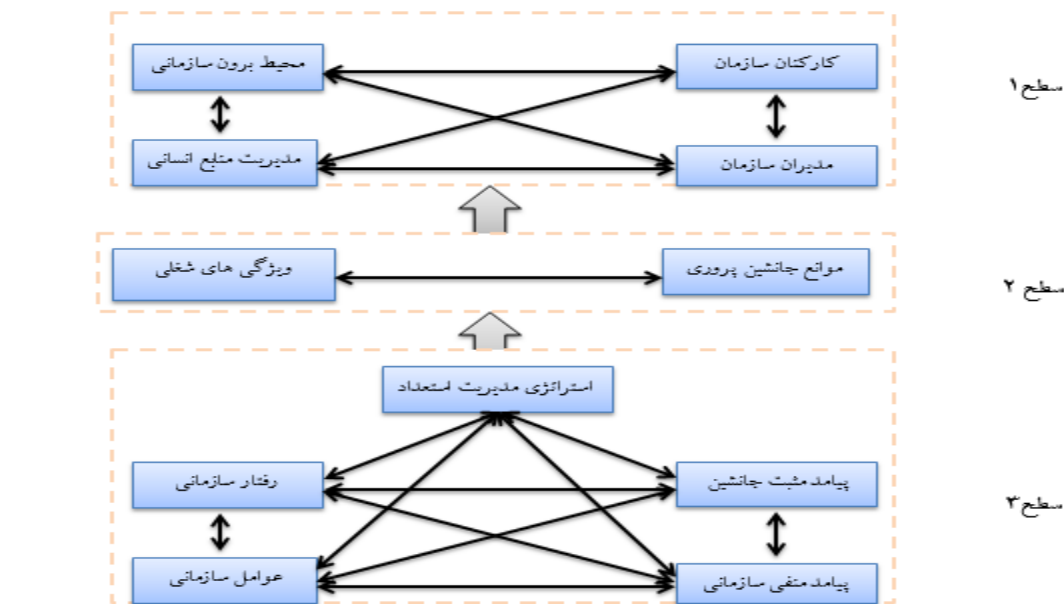 محیط برون سازمانی
کارکنان سازمان
سطح۱
مدیریت منابع انسانی
مدیران سازمان
ویژگی های شغلی
موانع جانشین پروری
سطح ۲
استراتژی مدیریت استعداد
رفتار سازمانی
پیامد مثبت جانشین
سطح۳
عوامل سازمانی
پیامد منفی سازمانی